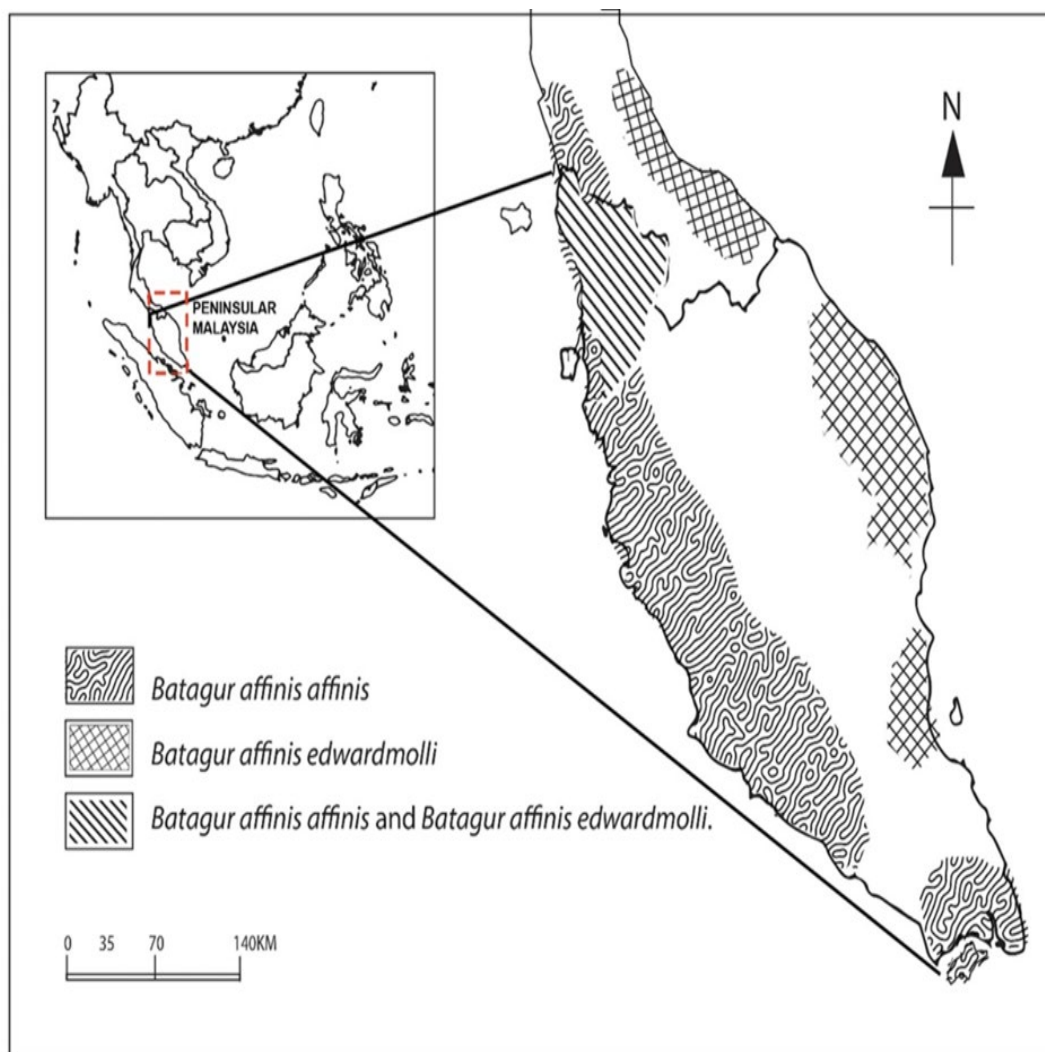 N
PENINSULAR
MALAYSIA
Batagur affinis affinis
Batagur affinis edwardmolli
Batagur affinis affinis and Batagur affinis edwardmolli.
0 35 70 140KM